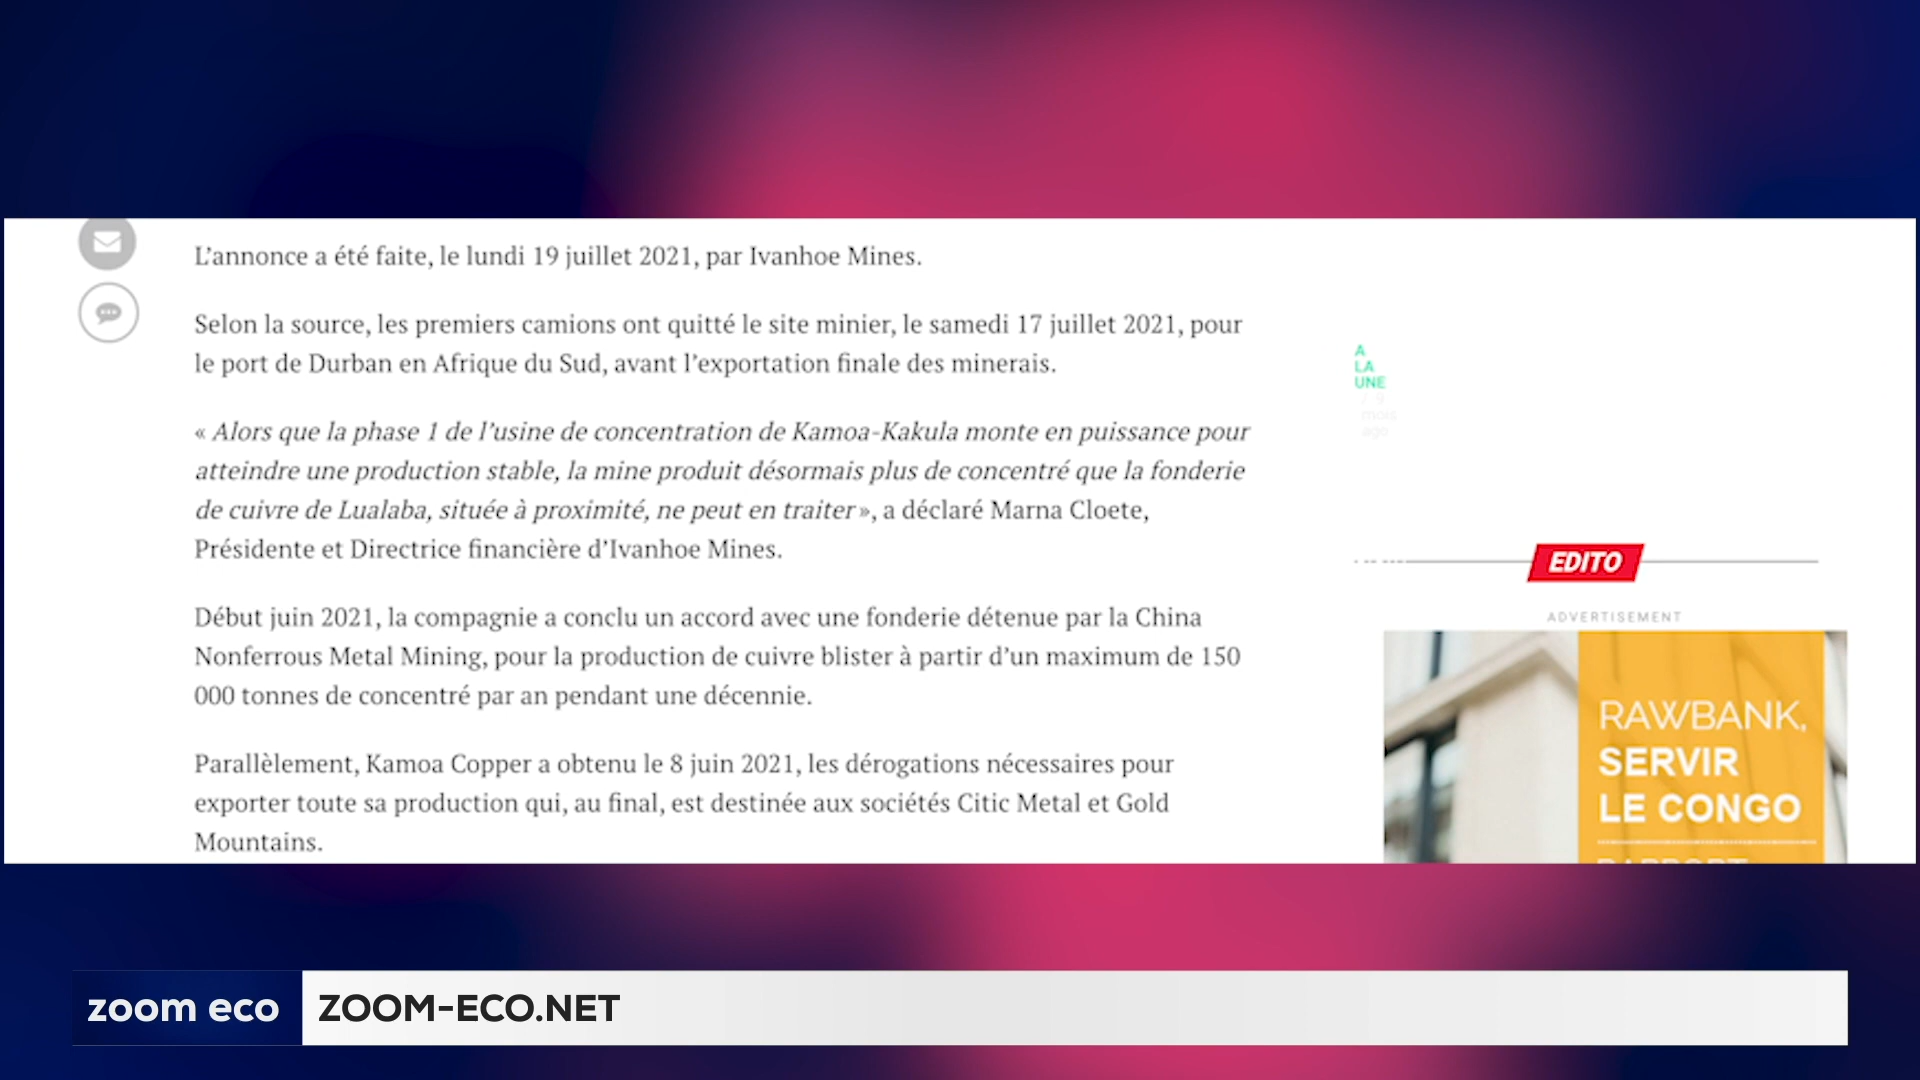 L’annonce a été faite, le lundi 19 juillet 2021, par Ivanhoe Mines.
Selon la source, les premiers camions ont quitté le site minier, le samedi 17 juillet 2021, pour
le port de Durban en Afrique du Sud, avant l’exportation finale des minerais.
« Alors que la phase 1 de l’usine de concentration de Kamoa-Kakula monte en puissance pour
atteindre une production stable, la mine produit désormais plus de concentré que la fonderie
de cuivre de Lualaba, située à proximité, ne peut en traiter », a déclaré Marna Cloete,
Présidente et Directrice financière d’Ivanhoe Mines.
Début juin 2021, la compagnie a conclu un accord avec une fonderie détenue par la China
Nonferrous Metal Mining, pour la production de cuivre blister à partir d’un maximum de 150
000 tonnes de concentré par an pendant une décennie.
Parallèlement, Kamoa Copper a obtenu le 8 juin 2021, les dérogations nécessaires pour
exporter toute sa production qui, au final, est destinée aux sociétés Citic Metal et Gold
Mountains.
A
LA
UNE
/ 9
mois
ago
EDITO
ADVERTISEMENT
RAWBANK,
SERVIR
LE CONGO
zoom eco
ZOOM-ECO.NET